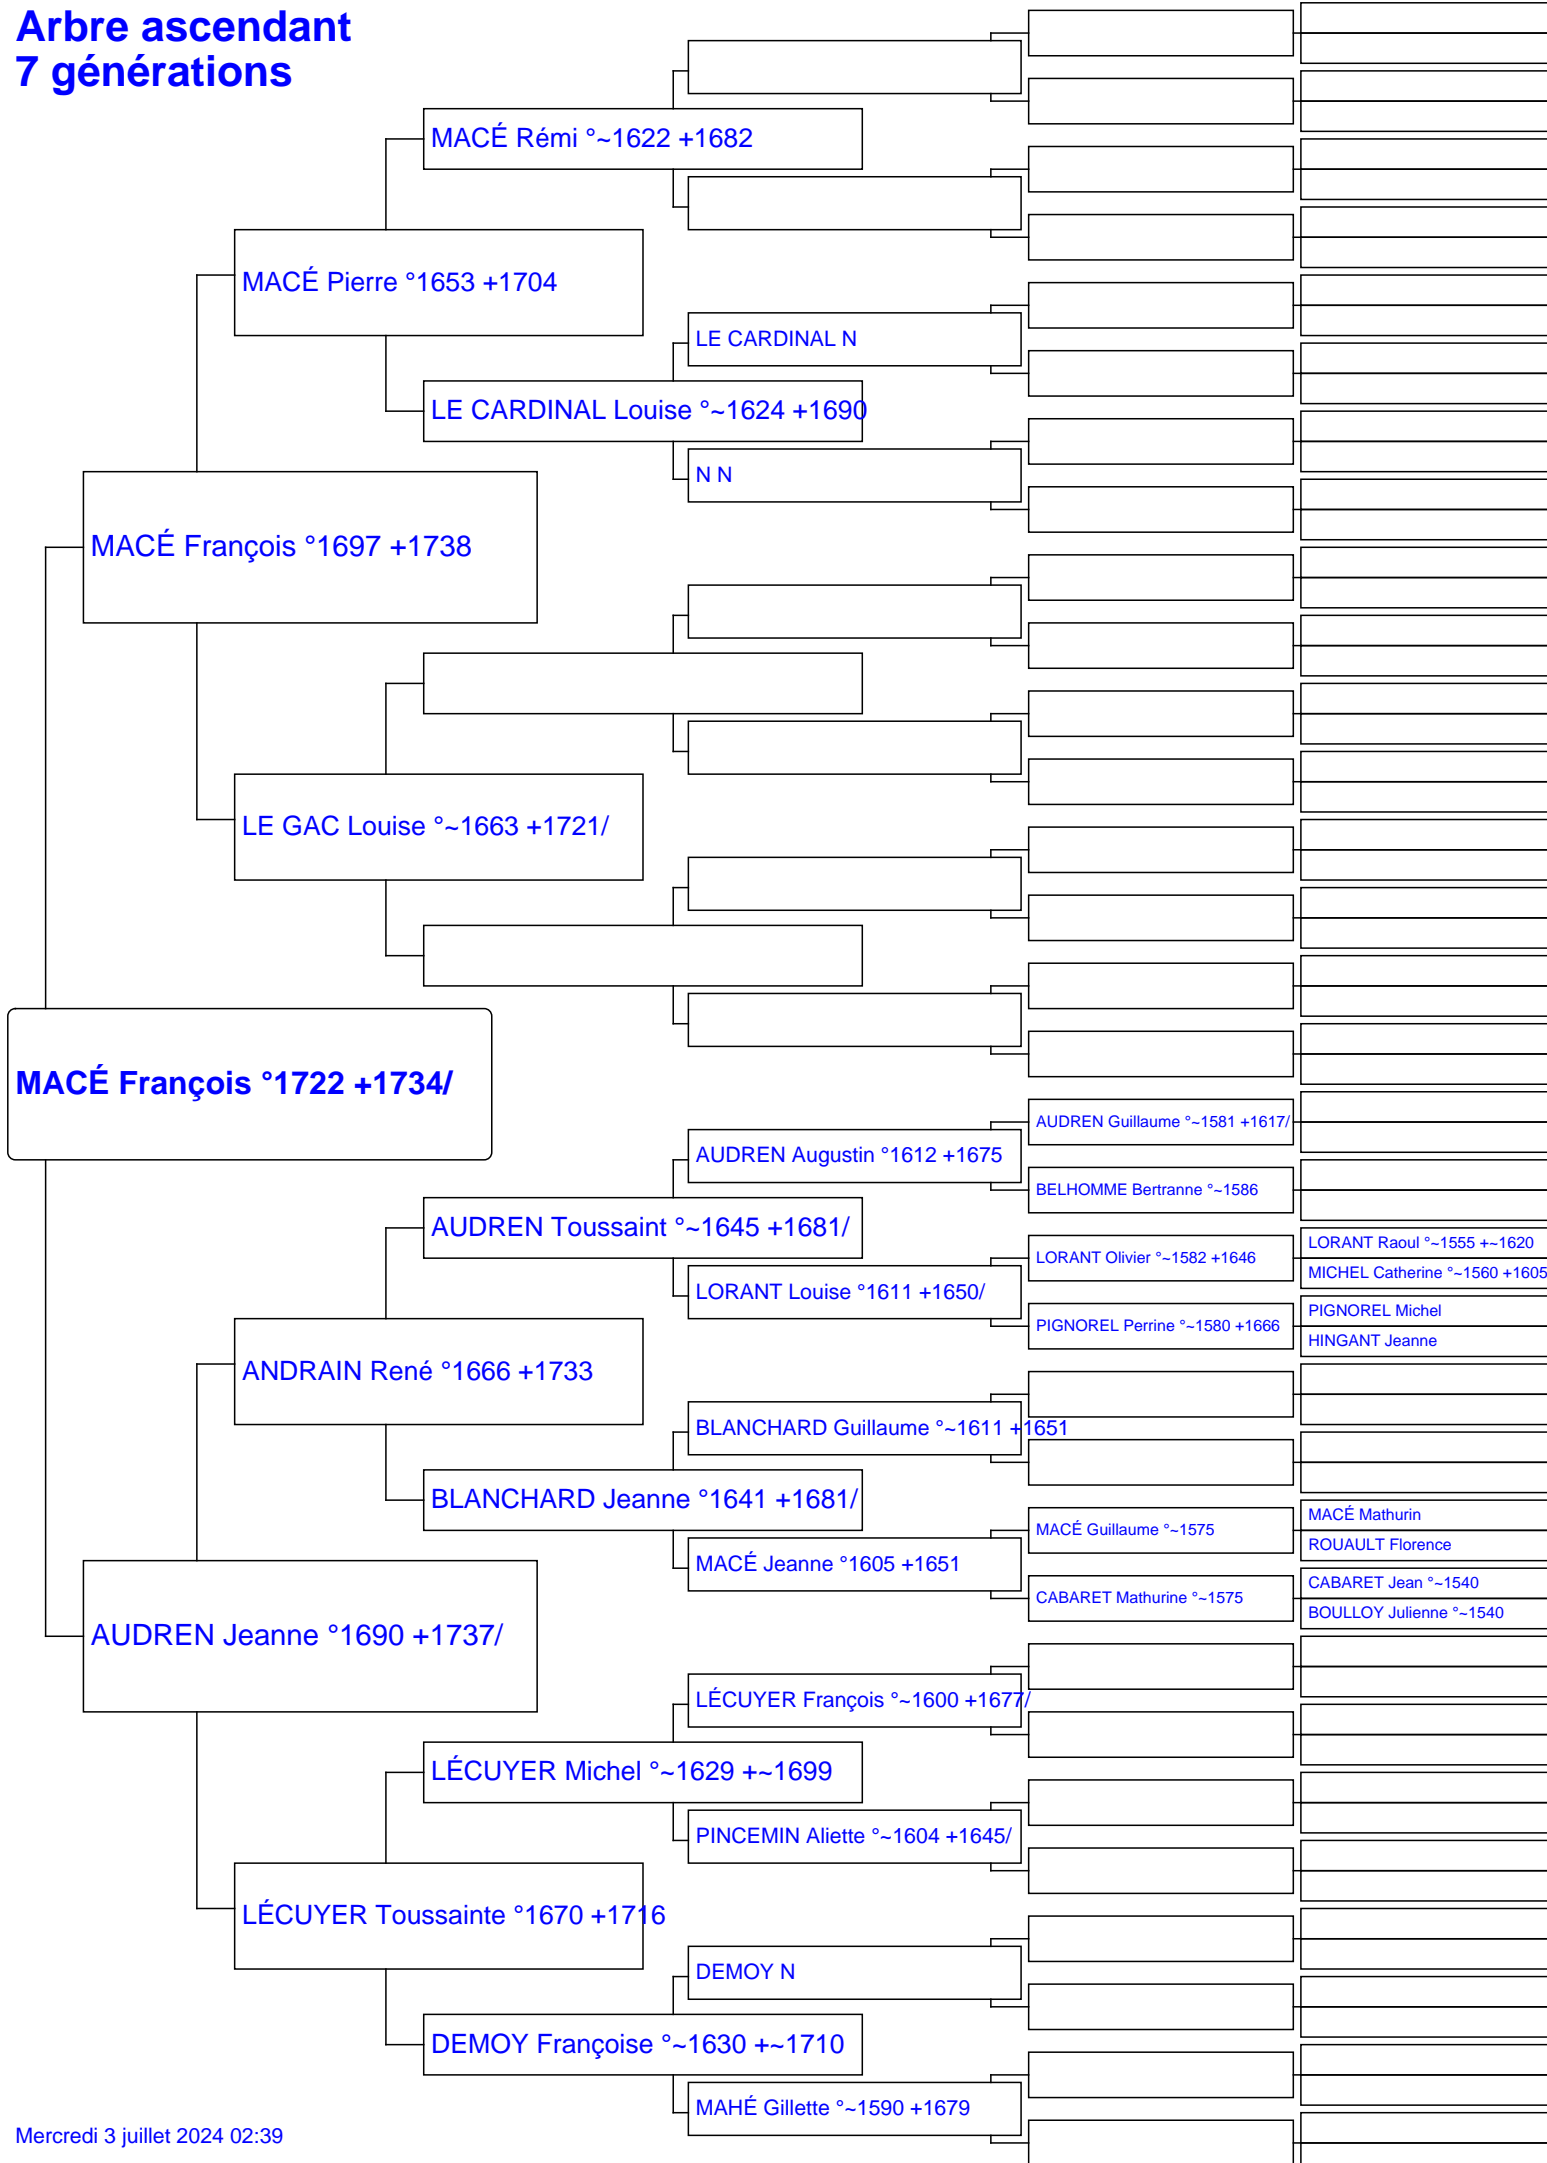 Arbre ascendant
7 générations
MACÉ Rémi °~1622 +1682
MACÉ Pierre °1653 +1704
LE CARDINAL N
LE CARDINAL Louise °~1624 +1690
N N
MACÉ François °1697 +1738
LE GAC Louise °~1663 +1721/
MACÉ François °1722 +1734/
AUDREN Guillaume °~1581 +1617/
AUDREN Augustin °1612 +1675
BELHOMME Bertranne °~1586
AUDREN Toussaint °~1645 +1681/
LORANT Raoul °~1555 +~1620
LORANT Olivier °~1582 +1646
MICHEL Catherine °~1560 +1605
LORANT Louise °1611 +1650/
PIGNOREL Michel
PIGNOREL Perrine °~1580 +1666
HINGANT Jeanne
ANDRAIN René °1666 +1733
BLANCHARD Guillaume °~1611 +1651
BLANCHARD Jeanne °1641 +1681/
MACÉ Mathurin
MACÉ Guillaume °~1575
ROUAULT Florence
MACÉ Jeanne °1605 +1651
CABARET Jean °~1540
CABARET Mathurine °~1575
BOULLOY Julienne °~1540
AUDREN Jeanne °1690 +1737/
LÉCUYER François °~1600 +1677/
LÉCUYER Michel °~1629 +~1699
PINCEMIN Aliette °~1604 +1645/
LÉCUYER Toussainte °1670 +1716
DEMOY N
DEMOY Françoise °~1630 +~1710
MAHÉ Gillette °~1590 +1679
Mercredi 3 juillet 2024 02:39